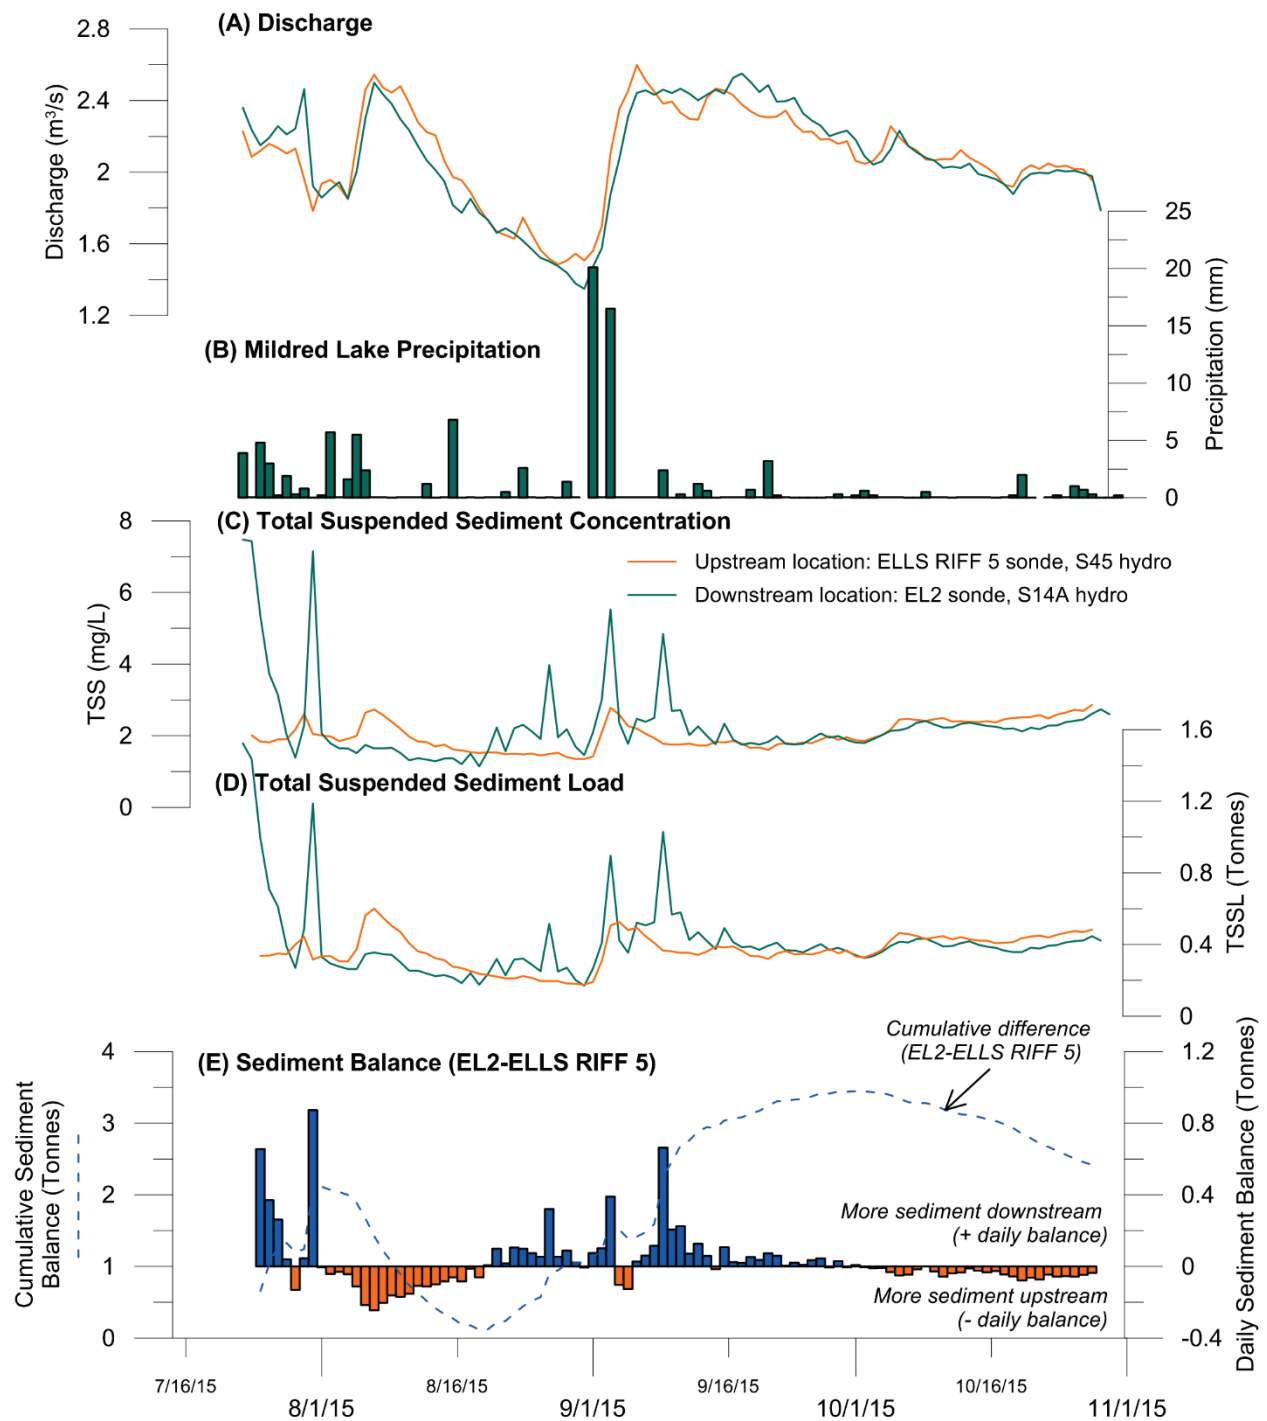 (A) Discharge
2.8
2.4
2
1.6
1.2
Discharge (m³/s)
25
20
15
10
5
0
Precipitation (mm)
(B) Mildred Lake Precipitation
(C) Total Suspended Sediment Concentration
8
6
4
2
0
TSS (mg/L)
Upstream location: ELLS RIFF 5 sonde, S45 hydro
Downstream location: EL2 sonde, S14A hydro
(D) Total Suspended Sediment Load
1.6
1.2
0.8
0.4
0
TSSL (Tonnes)
Cumulative difference
(EL2-ELLS RIFF 5)
(E) Sediment Balance (EL2-ELLS RIFF 5)
4
3
2
1
0
Cumulative Sediment
Balance (Tonnes)
1.2
0.8
0.4
0
-0.4
Daily Sediment Balance (Tonnes)
More sediment downstream
(+ daily balance)
More sediment upstream
(- daily balance)
7/16/15
8/1/15
8/16/15
9/1/15
9/16/15
10/1/15
10/16/15
11/1/15